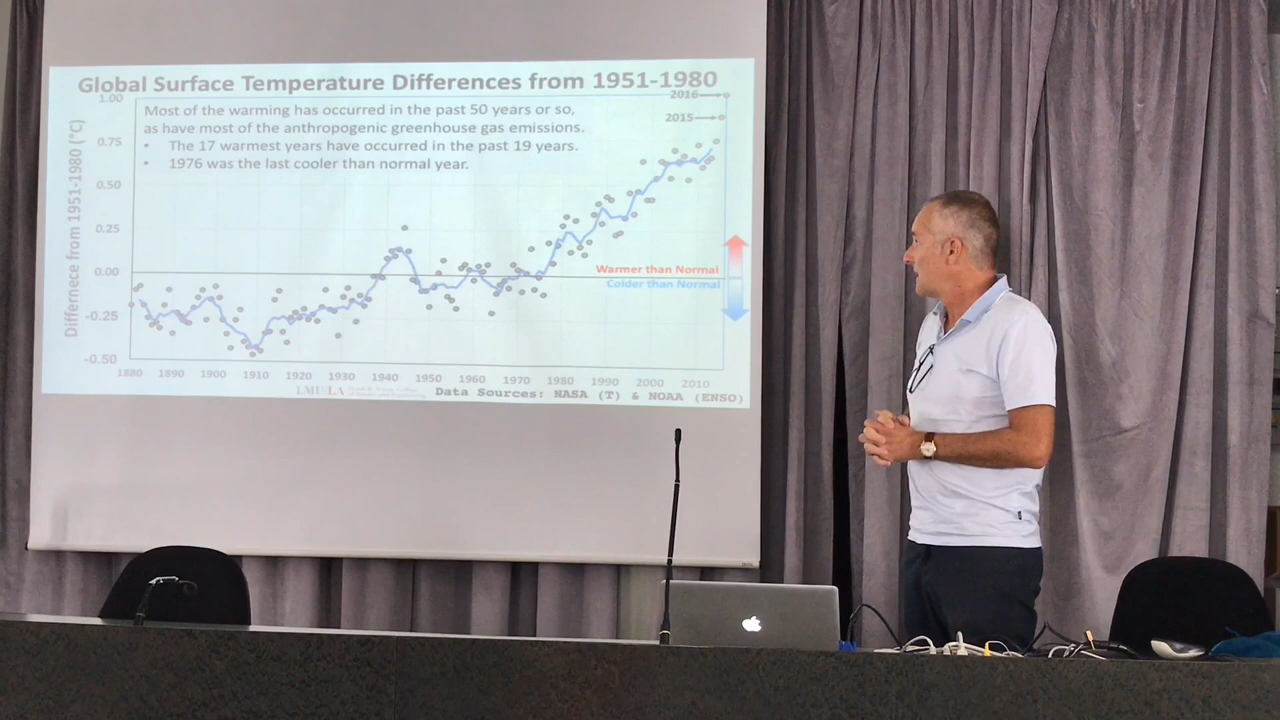 Global Surface Temperature Differences from 1951-1980
Differnece from 1951-1980 (°C)
1.00
0.75
0.50
0.25
0.00
-0.25
-0.50
Most of the warming has occurred in the past 50 years or so,
as have most of the anthropogenic greenhouse gas emissions.
• The 17 warmest years have occurred in the past 19 years.
• 1976 was the last cooler than normal year.
2016
2015
Warmer than Normal
Colder than Normal
1880 1890 1900 1910 1920 1930 1940 1950 1960 1970 1980 1990 2000 2010
LMU LA
Data Sources: NASA (T) & NOAA (ENSO)